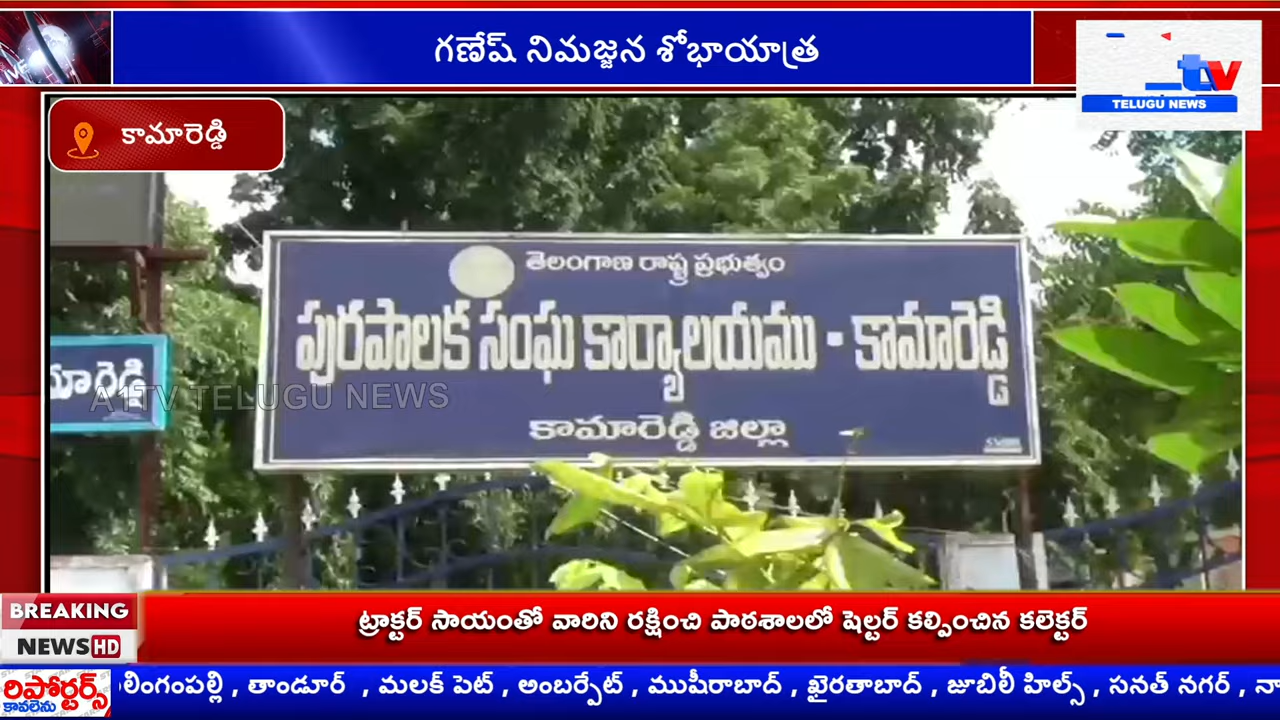 గణేష్ నిమజ్జన శోభాయాత్ర
tv
TELUGU NEWS
కామారెడ్డి
తెలంగాణ రాష్ట్ర ప్రభుత్వం
పురపాలక సంఘ కార్యాలయము - కామారెడ్డి
కామారెడ్డి జిల్లా
మారెడ్డి
A1TV TELUGU NEWS
BREAKING
NEWS HD
ట్రాక్టర్ సాయంతో వారిని రక్షించి పాఠశాలలో షెల్టర్ కల్పించిన కలెక్టర్
రిపోర్టర్స్
కావలెను
లింగంపల్లి , తాండూర్ , మలక్ పెట్ , అంబర్పేట్ , ముషీరాబాద్ , ఖైరతాబాద్ , జూబిలీ హిల్స్ , సనత్ నగర్ , నా